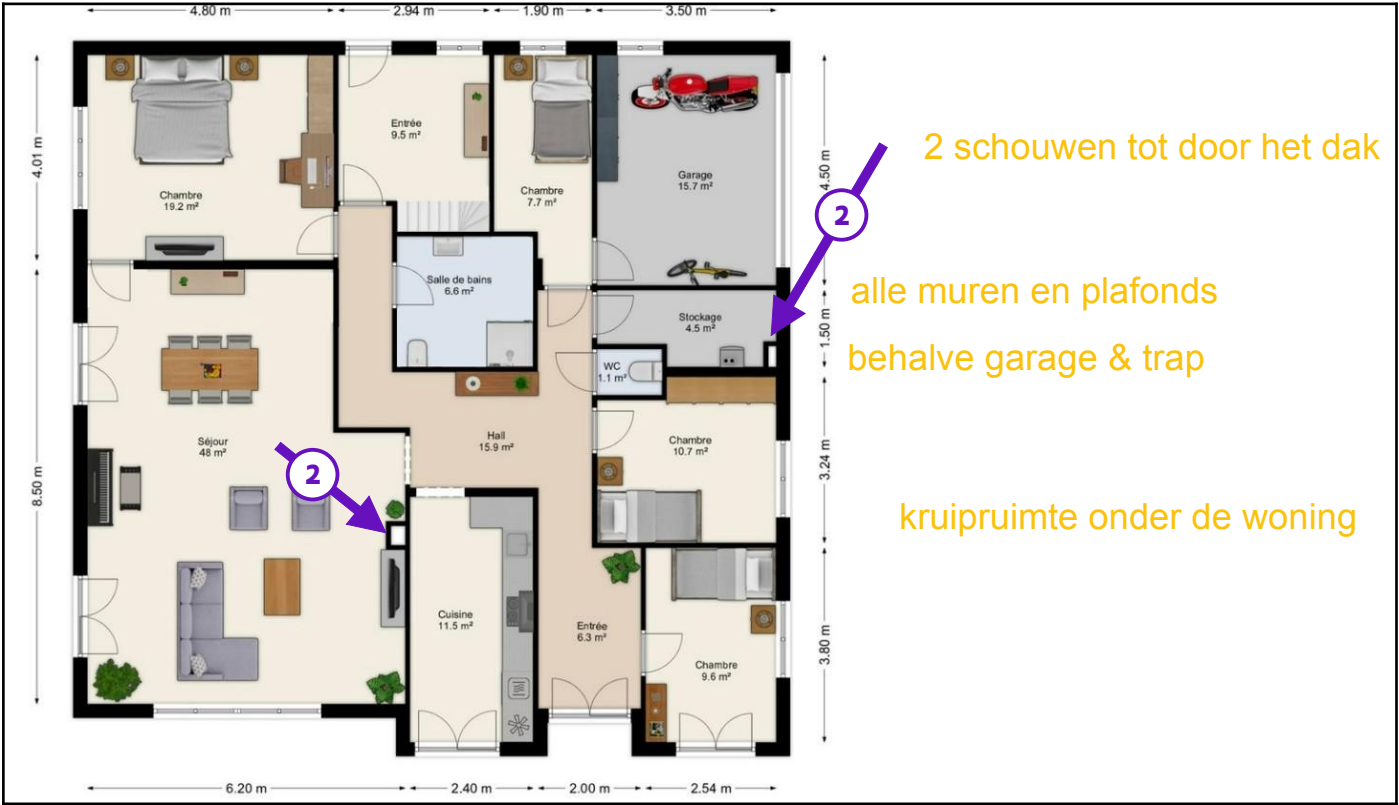 4.80 m
2.94 m
1.90 m
3.50 m
4.01 m
8.50 m
4.50 m
1.50 m
3.24 m
3.80 m
Entrée
9.5 m²
Chambre
19.2 m²
Chambre
7.7 m²
Garage
15.7 m²
2 schouwen tot door het dak
2
Salle de bains
6.6 m²
alle muren en plafonds
Stockage
4.5 m²
behalve garage & trap
WC
1.1 m²
Séjour
48 m²
Hall
15.9 m²
Chambre
10.7 m²
2
kruipruimte onder de woning
Cuisine
11.5 m²
Entrée
6.3 m²
Chambre
9.6 m²
6.20 m
2.40 m
2.00 m
2.54 m